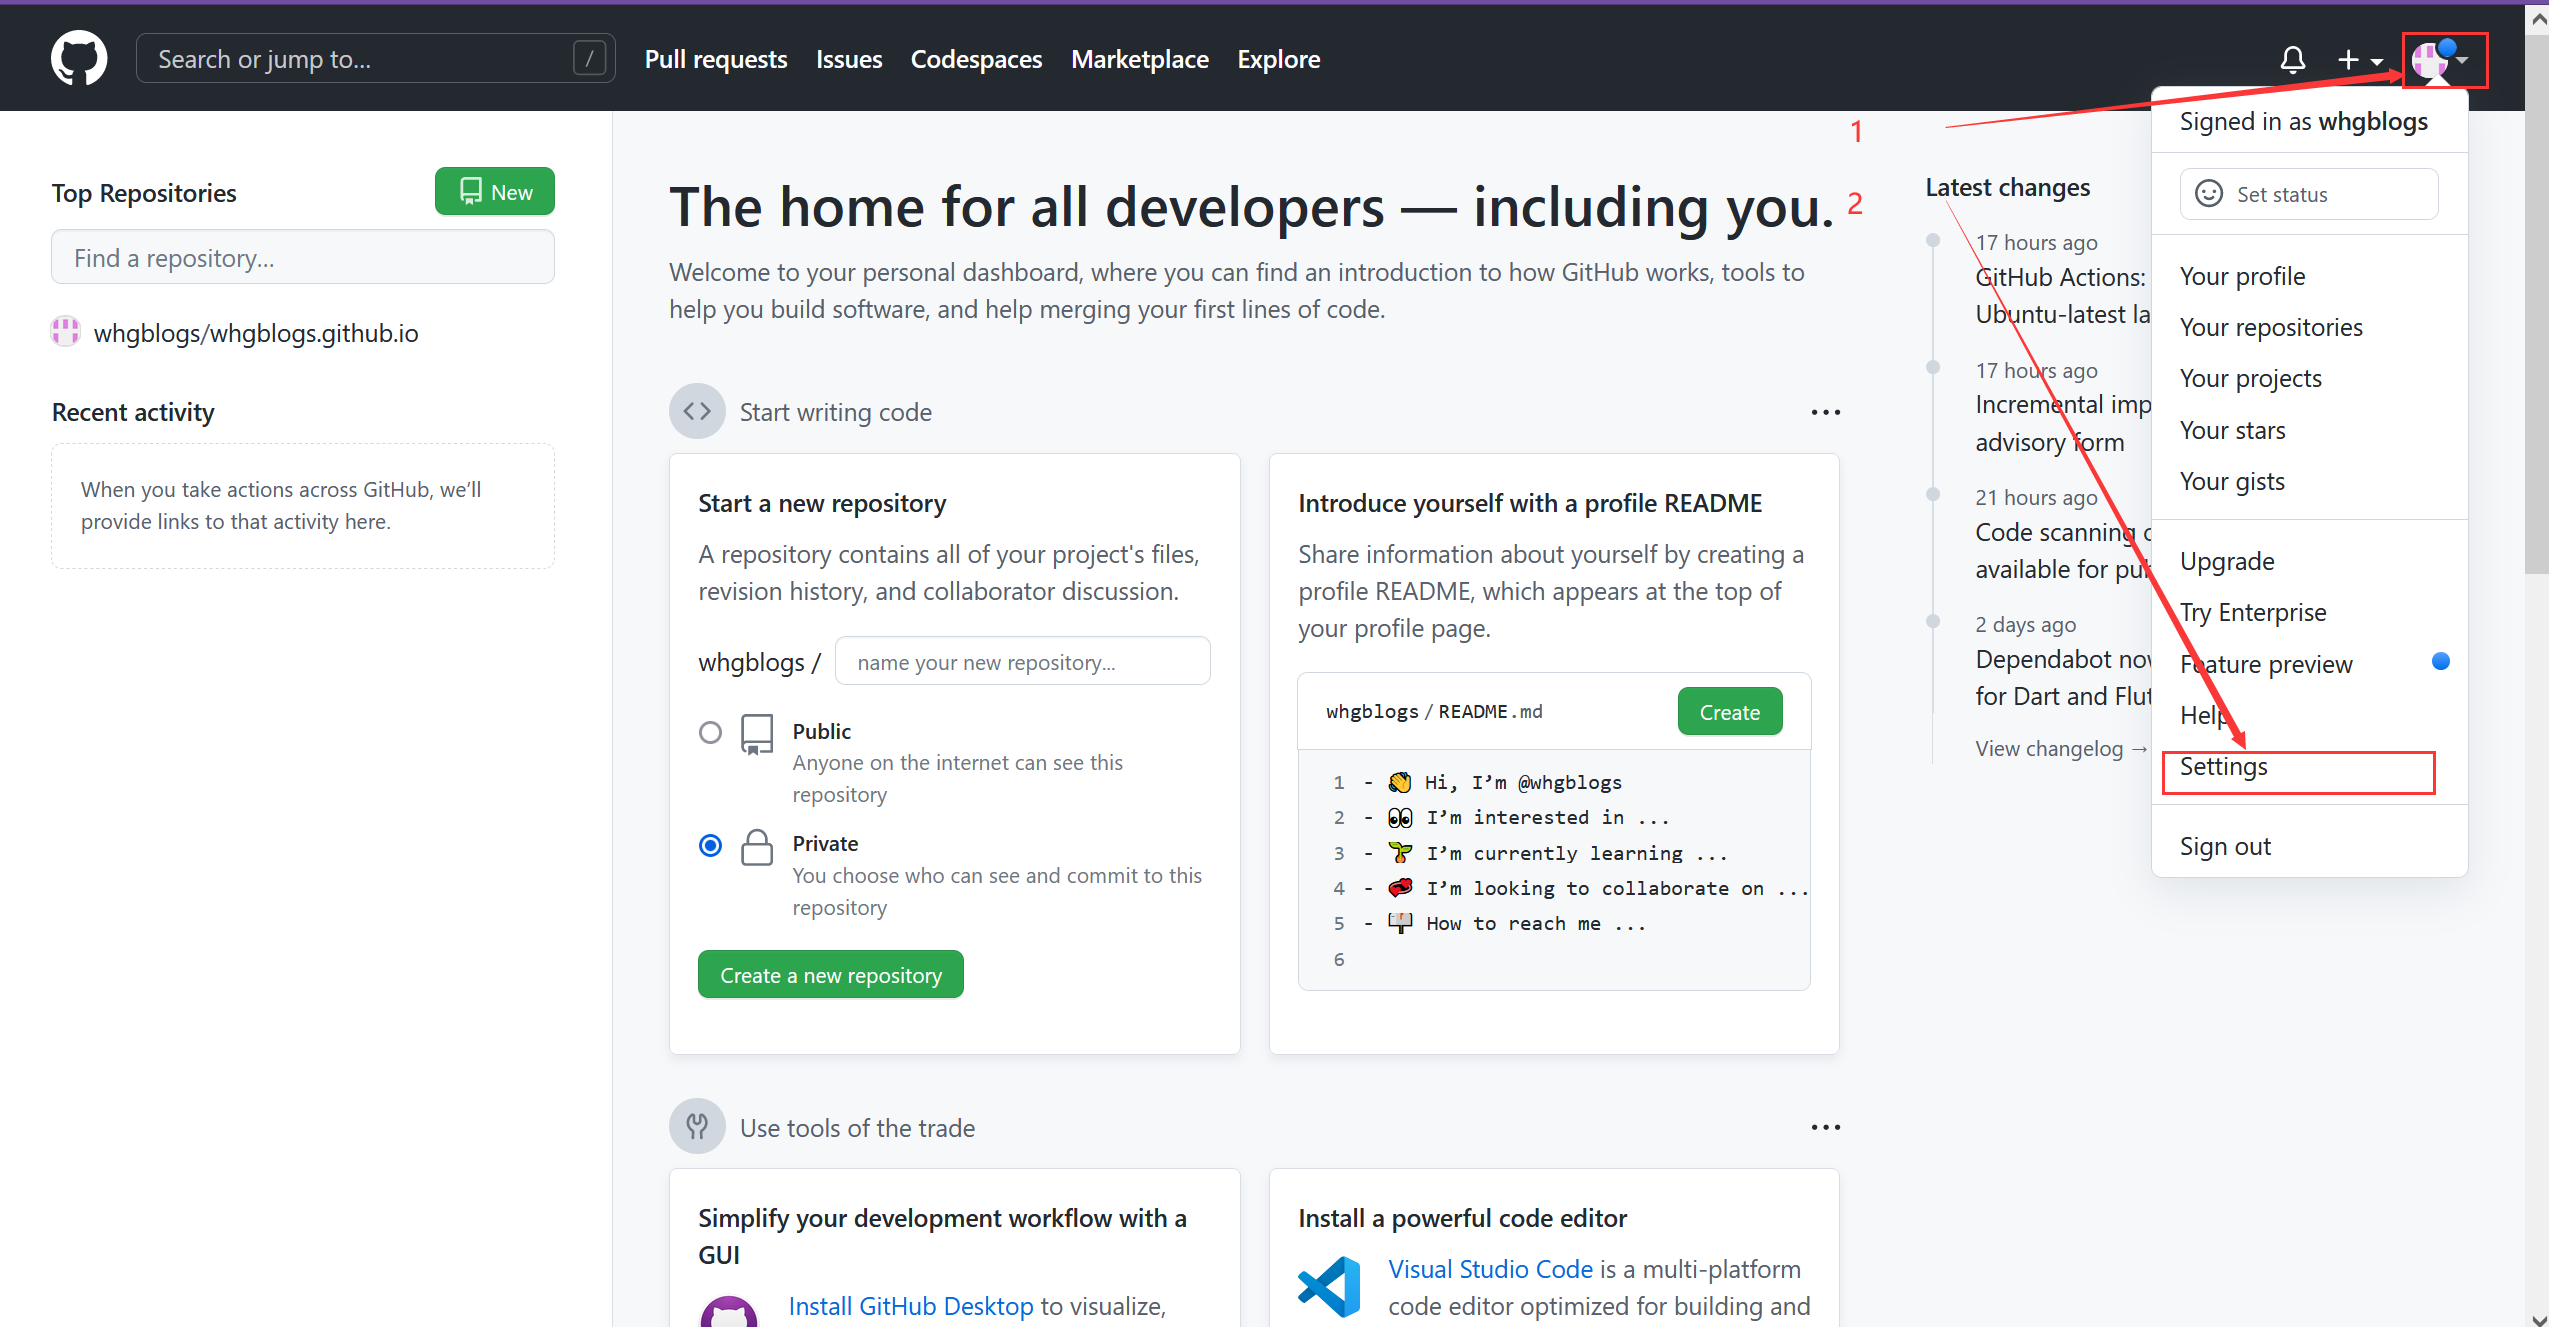 Search or jump to...
/
Pull requests
Issues
Codespaces
Marketplace
Explore
Top Repositories
New
Find a repository...
whgblogs/whgblogs.github.io
Recent activity
When you take actions across GitHub, we’ll
provide links to that activity here.
The home for all developers — including you.
Welcome to your personal dashboard, where you can find an introduction to how GitHub works, tools to
help you build software, and help merging your first lines of code.
Start writing code
Start a new repository
A repository contains all of your project's files,
revision history, and collaborator discussion.
whgblogs /
name your new repository...
Public
Anyone on the internet can see this
repository
Private
You choose who can see and commit to this
repository
Create a new repository
Introduce yourself with a profile README
Share information about yourself by creating a
profile README, which appears at the top of
your profile page.
whgblogs / README.md
Create
1 - 👋 Hi, I’m @whgblogs
2 - 👀 I’m interested in ...
3 - 🌱 I’m currently learning ...
4 - 💞️ I’m looking to collaborate on ...
5 - 📫 How to reach me ...
6
Use tools of the trade
Simplify your development workflow with a
GUI
Install GitHub Desktop to visualize,
Install a powerful code editor
Visual Studio Code is a multi-platform
code editor optimized for building and
1
2
Latest changes
17 hours ago
GitHub Actions:
Ubuntu-latest la
17 hours ago
Incremental imp
advisory form
21 hours ago
Code scanning
available for pu
2 days ago
Dependabot no
for Dart and Flu
View changelog →
Signed in as whgblogs
Set status
Your profile
Your repositories
Your projects
Your stars
Your gists
Upgrade
Try Enterprise
Feature preview
Help
Settings
Sign out